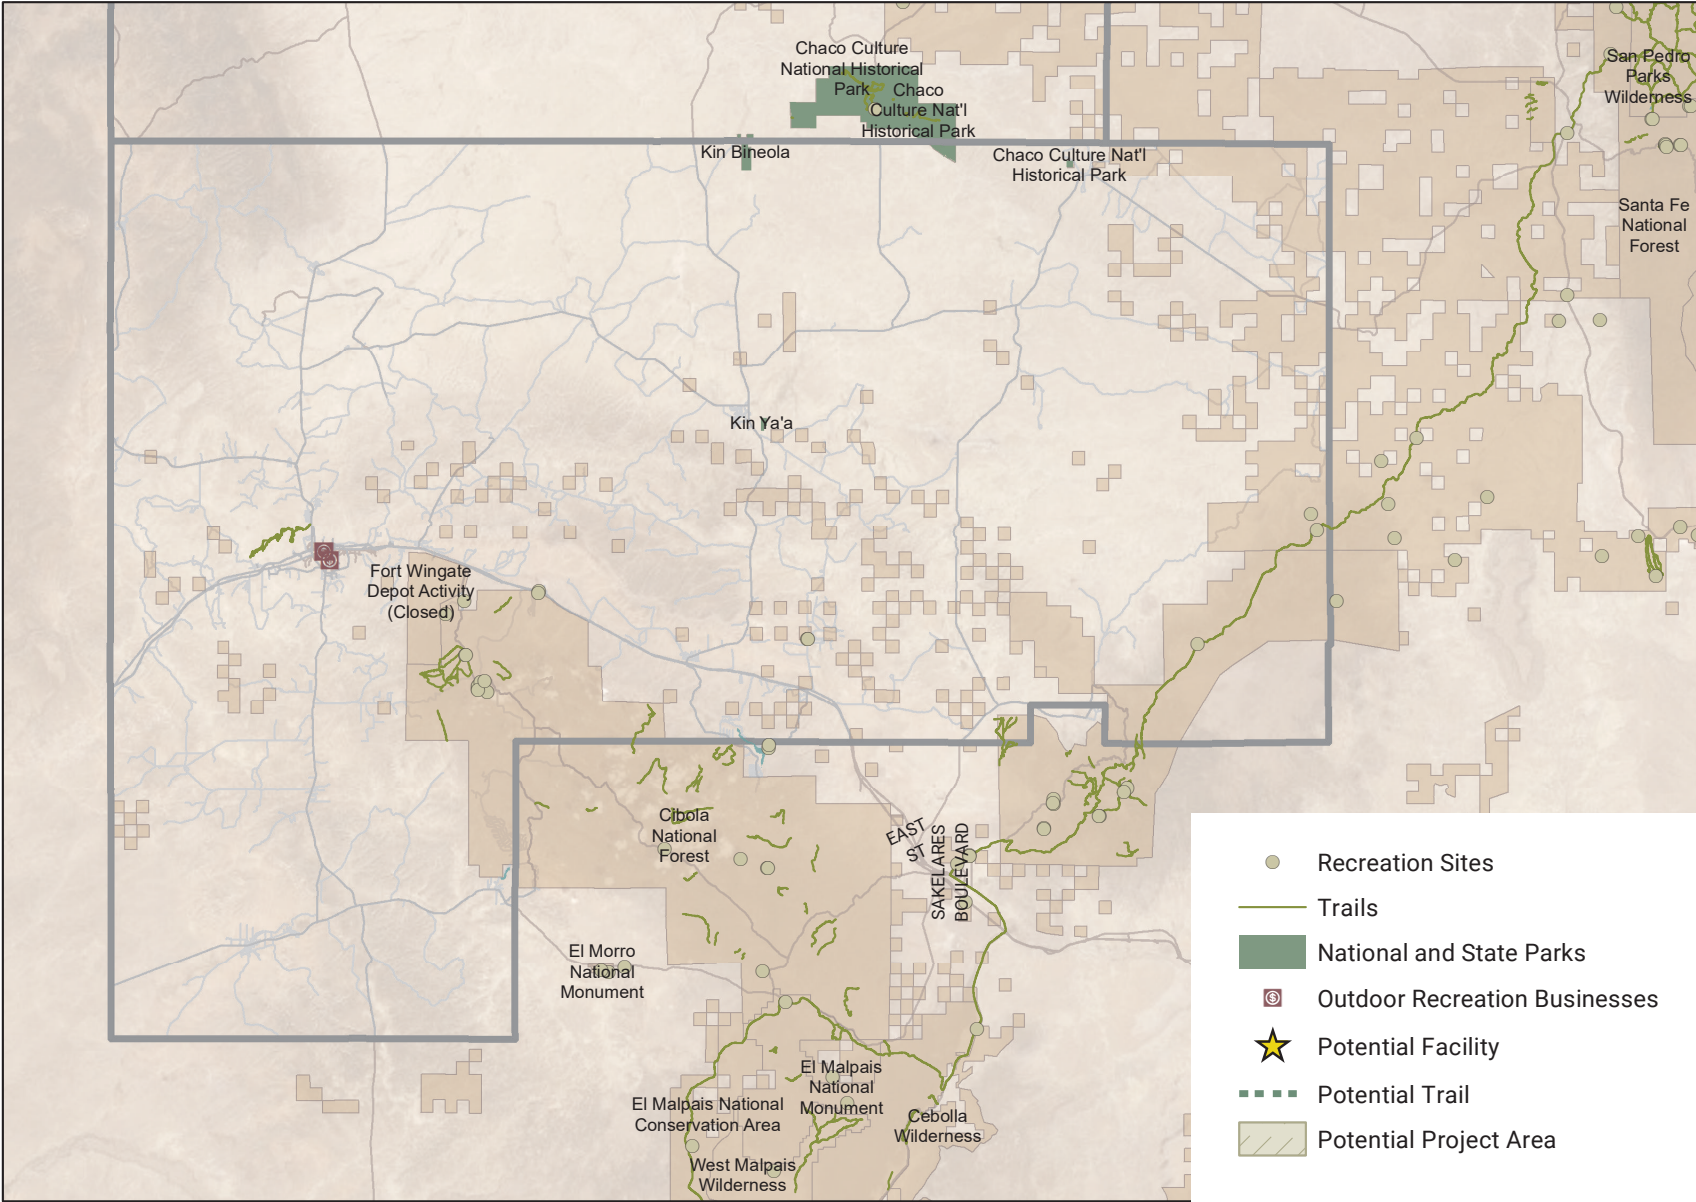 Chaco Culture
National Historical
Park
Chaco
Culture Nat'l
Historical Park
Kin Bineola
Chaco Culture Nat'l
Historical Park
San Pedro
Parks
Wilderness
Santa Fe
National
Forest
Kin Ya'a
Fort Wingate
Depot Activity
(Closed)
Cibola
National
Forest
EAST
ST
SAKELARES
BOULEVARD
El Morro
National
Monument
El Malpais
National
Monument
El Malpais National
Conservation Area
Cebolla
Wilderness
West Malpais
Wilderness
Recreation Sites
Trails
National and State Parks
Outdoor Recreation Businesses
Potential Facility
Potential Trail
Potential Project Area